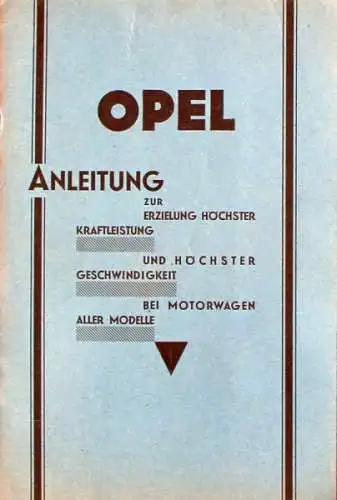 OPEL
ANLEITUNG
ZUR
ERZIELUNG HÖCHSTER
KRAFTLEISTUNG
UND HÖCHSTER
GESCHWINDIGKEIT
BEI MOTORWAGEN
ALLER MODELLE